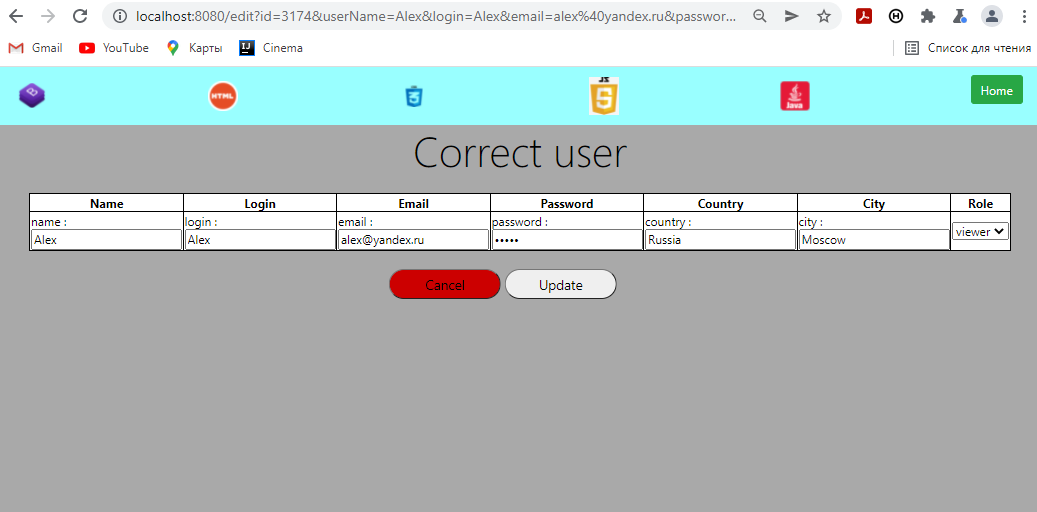 localhost:8080/edit?id=3174&userName=Alex&login=Alex&email=alex%40yandex.ru&passwor...
Gmail YouTube Карты Cinema Список для чтения
HTML JS Java Home
Correct user
Name Login Email Password Country City Role
name : login : email : password : country : city :
Alex Alex alex@yandex.ru ••••• Russia Moscow viewer
Cancel Update